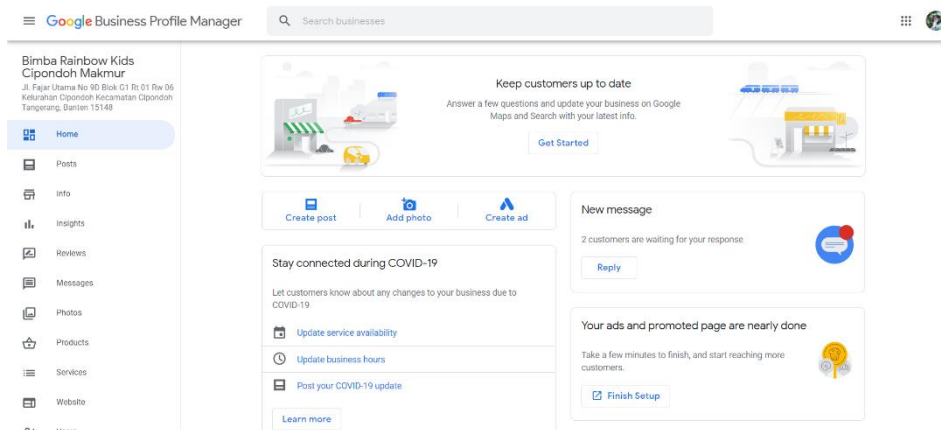 Google Business Profile Manager
Search businesses
Bimba Rainbow Kids
Cipondoh Makmur
Jl. Fajar Utama No 9D Blok G1 Rt 01 Rw 06
Kelurahan Cipondoh Kecamatan Cipondoh
Tangerang, Banten 15148
Home
Posts
Info
Insights
Reviews
Messages
Photos
Products
Services
Website
Keep customers up to date
Answer a few questions and update your business on Google
Maps and Search with your latest info.
Get Started
Create post
Add photo
Create ad
Stay connected during COVID-19
Let customers know about any changes to your business due to
COVID-19
Update service availability
Update business hours
Post your COVID-19 update
Learn more
New message
2 customers are waiting for your response
Reply
Your ads and promoted page are nearly done
Take a few minutes to finish, and start reaching more
customers.
Finish Setup